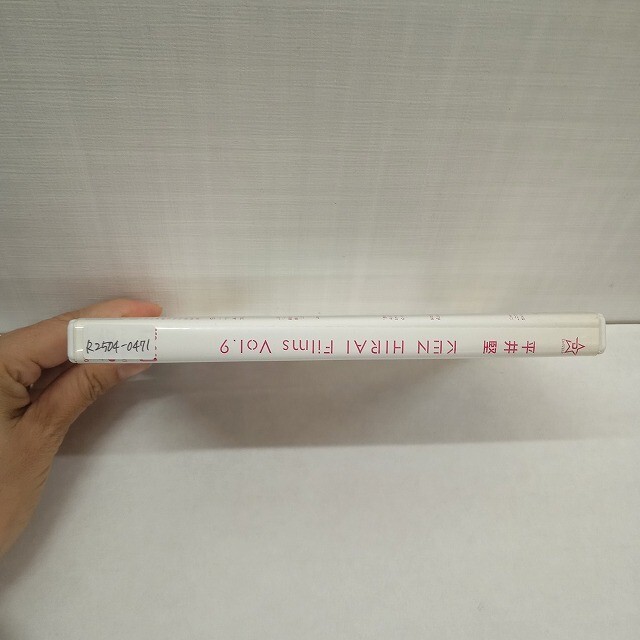 R2504-0471
平井堅 KEN HIRAI Films Vol.9